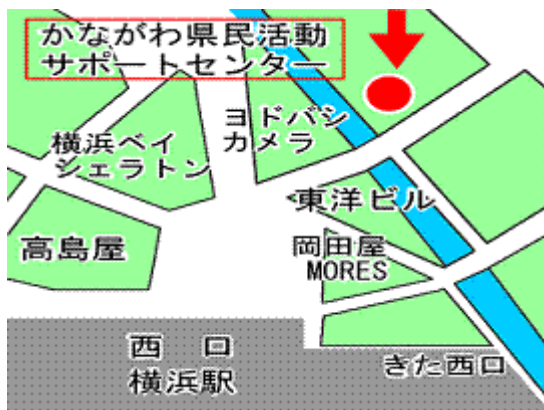 かながわ県民活動
サポートセンター
ヨドバシ
カメラ
横浜ベイ
シェラトン
東洋ビル
高島屋
岡田屋
MORES
西 口
横浜駅
きた西口